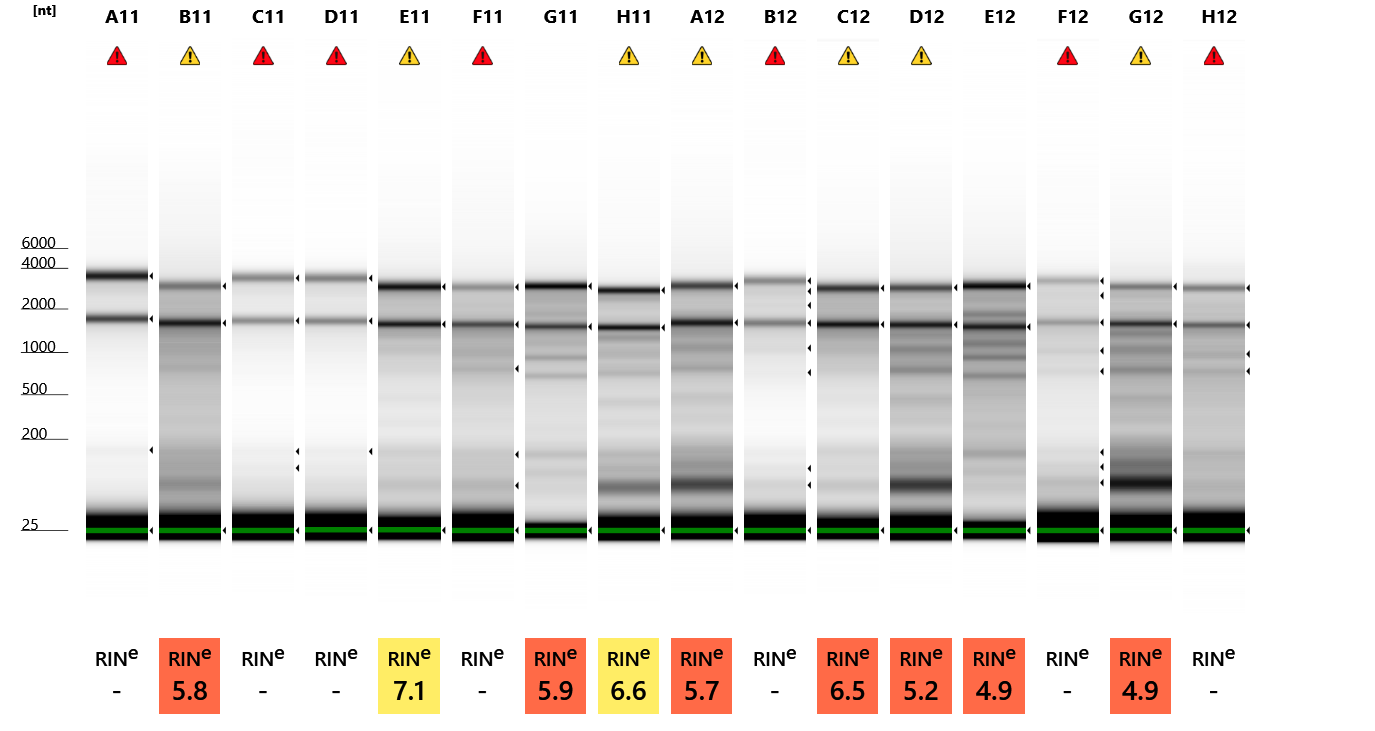 [nt] A11 B11 C11 D11 E11 F11 G11 H11 A12 B12 C12 D12 E12 F12 G12 H12
6000
4000
2000
1000
500
200
25
RINe RINe RINe RINe RINe RINe RINe RINe RINe RINe RINe RINe RINe RINe RINe RINe
- 5.8 - - 7.1 - 5.9 6.6 5.7 - 6.5 5.2 4.9 - 4.9 -